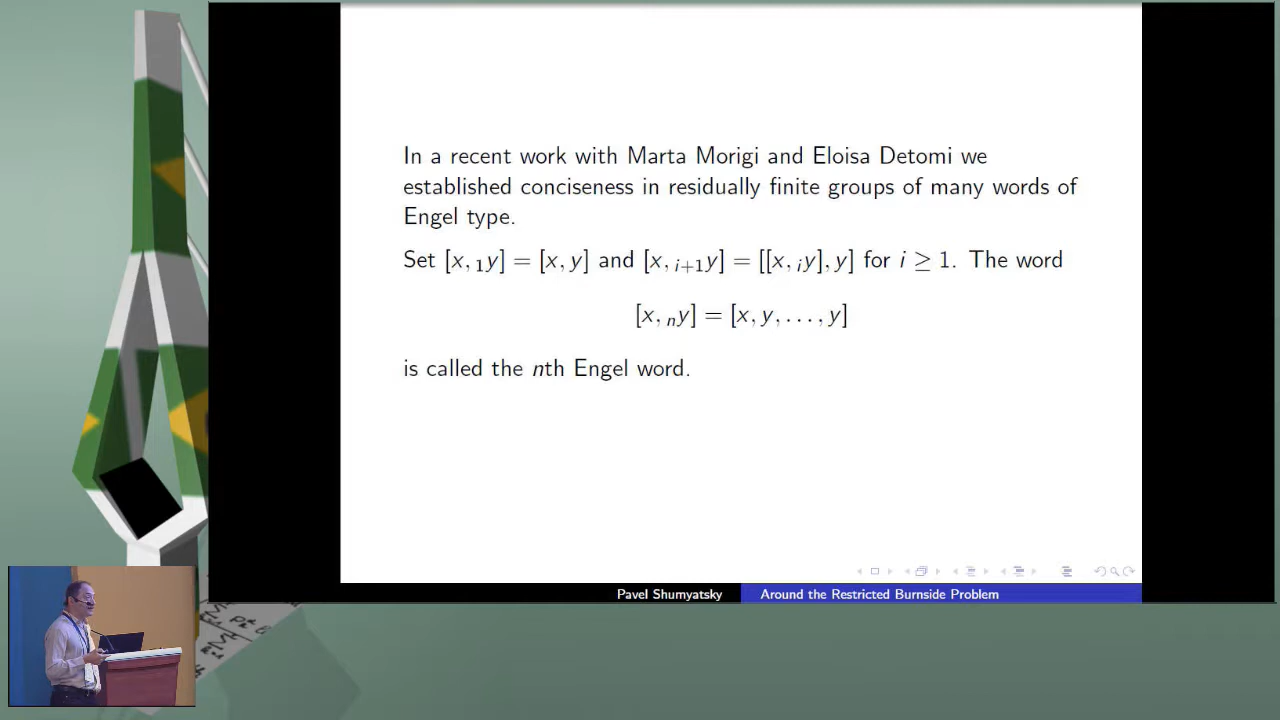 In a recent work with Marta Morigi and Eloisa Detomi we
established conciseness in residually finite groups of many words of
Engel type.
Set [x, ₁y] = [x, y] and [x, ᵢ₊₁y] = [[x, ᵢy], y] for i ≥ 1. The word
[x, ₙy] = [x, y, . . . , y]
is called the nth Engel word.
Pavel Shumyatsky
Around the Restricted Burnside Problem